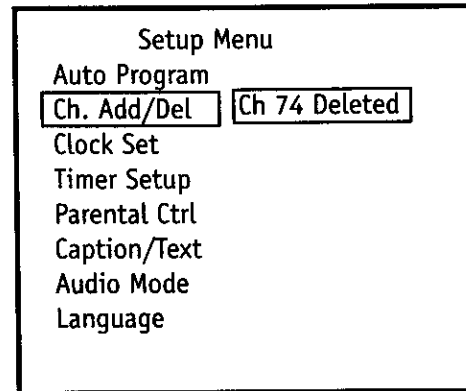 Setup Menu
Auto Program
Ch. Add/Del Ch 74 Deleted
Clock Set
Timer Setup
Parental Ctrl
Caption/Text
Audio Mode
Language